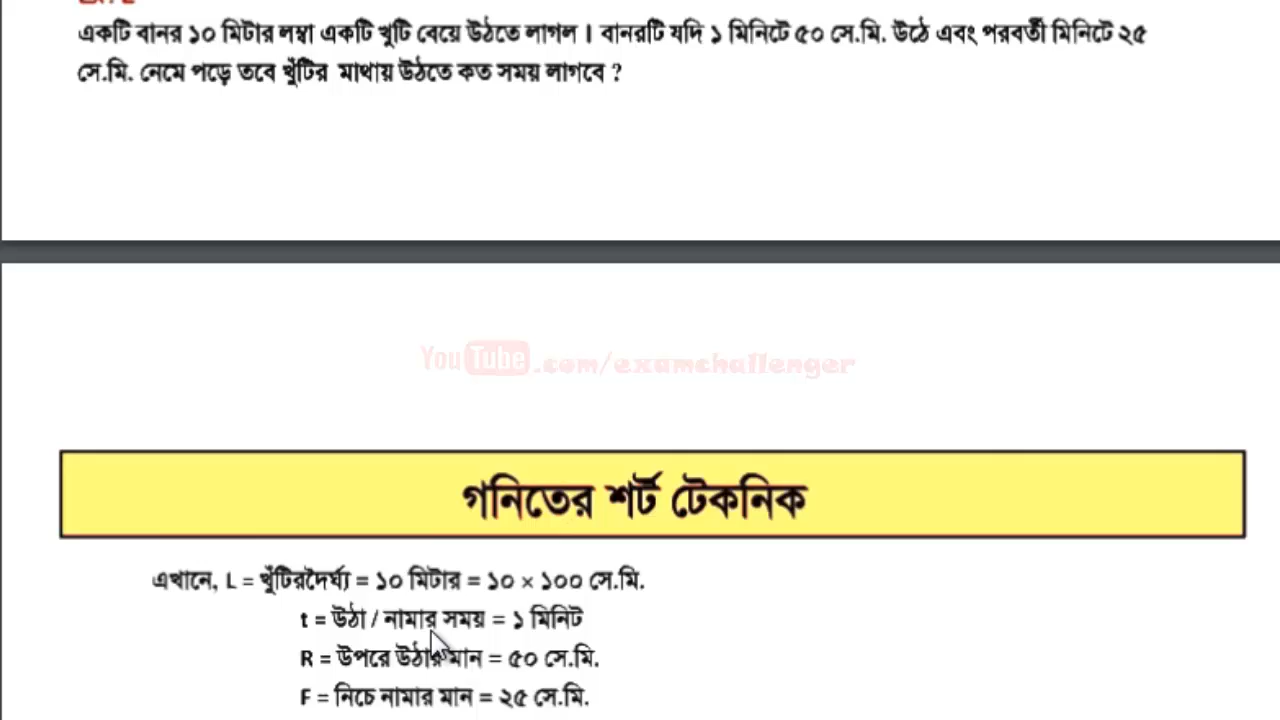 একটি বানর ১০ মিটার লম্বা একটি খুটি বেয়ে উঠতে লাগল । বানরটি যদি ১ মিনিটে ৫০ সে.মি. উঠে এবং পরবর্তী মিনিটে ২৫
সে.মি. নেমে পড়ে তবে খুঁটির মাথায় উঠতে কত সময় লাগবে ?
YouTube.com/examchallenger
গনিতের শর্ট টেকনিক
এখানে, L = খুঁটিরদৈর্ঘ্য = ১০ মিটার = ১০ × ১০০ সে.মি.
t = উঠা / নামার সময় = ১ মিনিট
R = উপরে উঠার মান = ৫০ সে.মি.
F = নিচে নামার মান = ২৫ সে.মি.